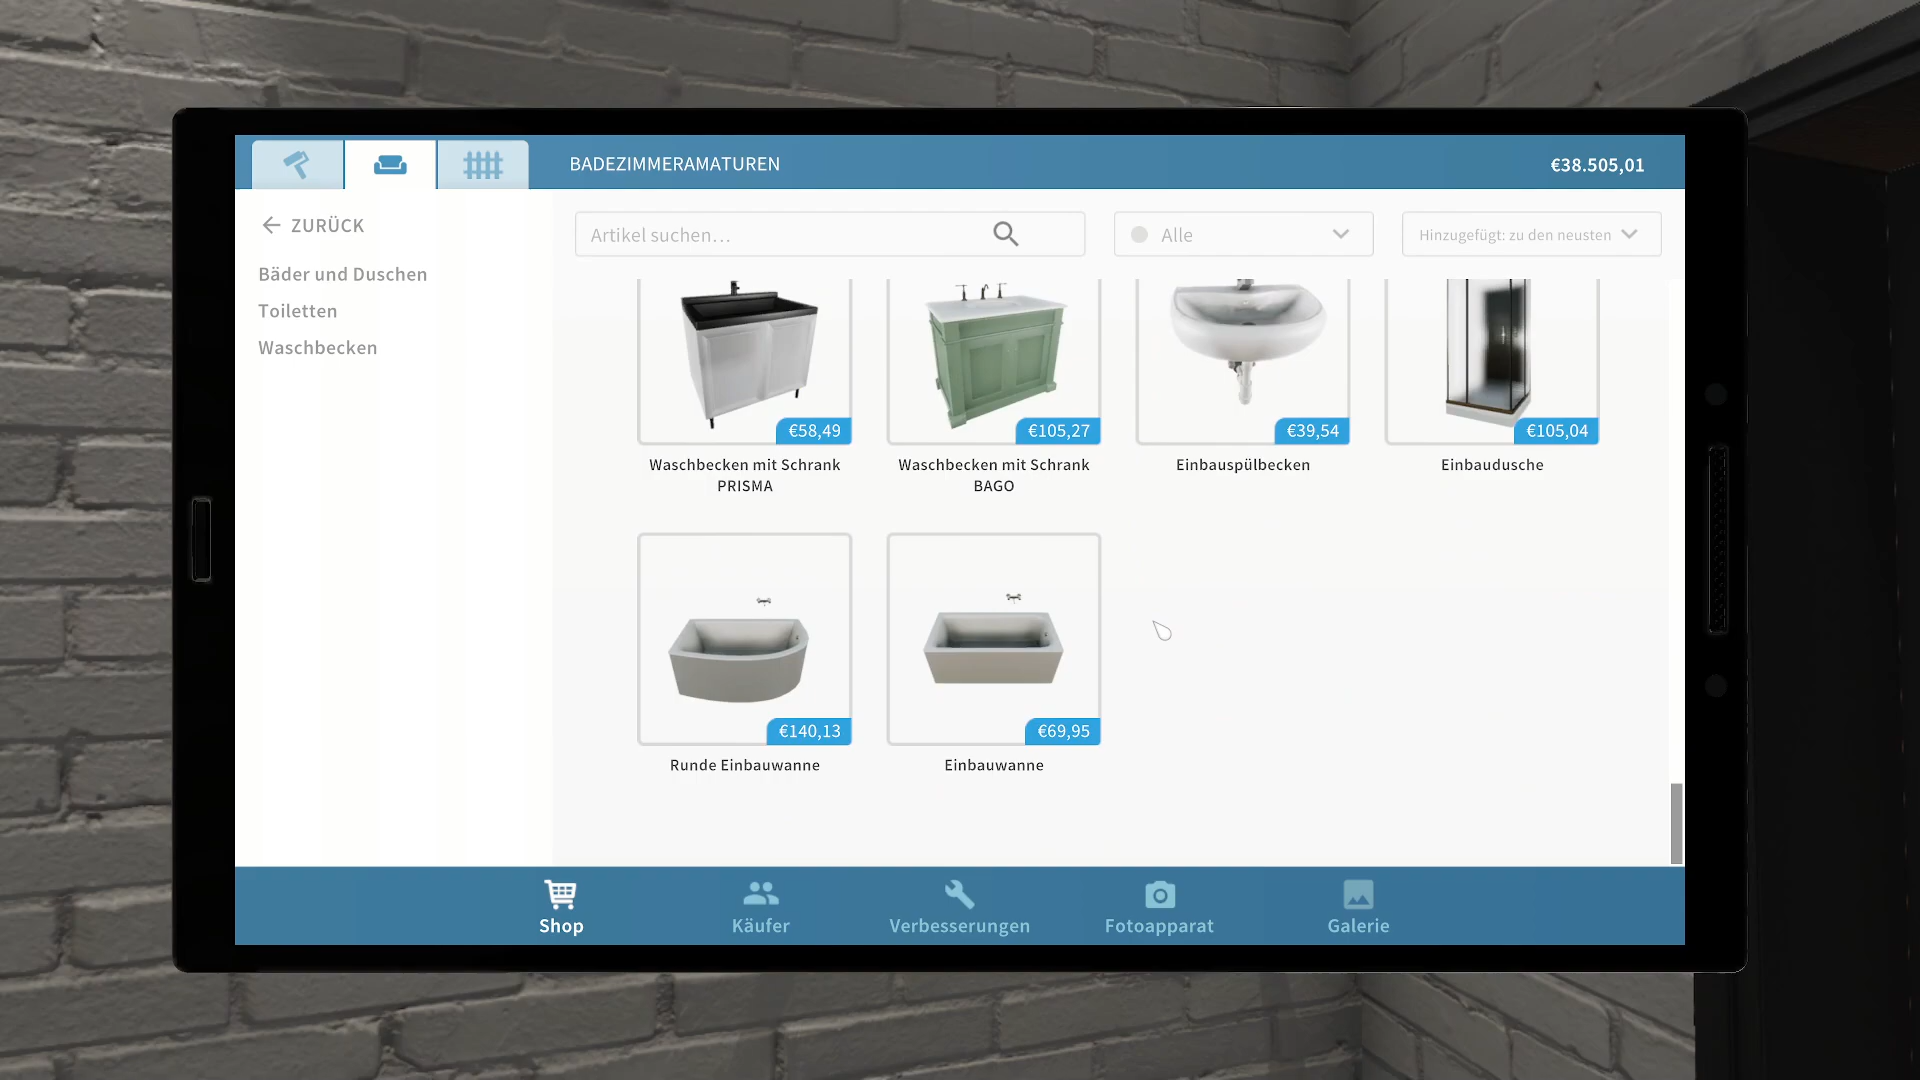 BADEZIMMERAMATUREN
€38.505,01
ZURÜCK
Bäder und Duschen
Toiletten
Waschbecken
Artikel suchen...
Alle
Hinzugefügt: zu den neusten
€58,49
€105,27
€39,54
€105,04
Waschbecken mit Schrank
PRISMA
Waschbecken mit Schrank
BAGO
Einbauspülbecken
Einbaudusche
€140,13
€69,95
Runde Einbauwanne
Einbauwanne
Shop
Käufer
Verbesserungen
Fotoapparat
Galerie